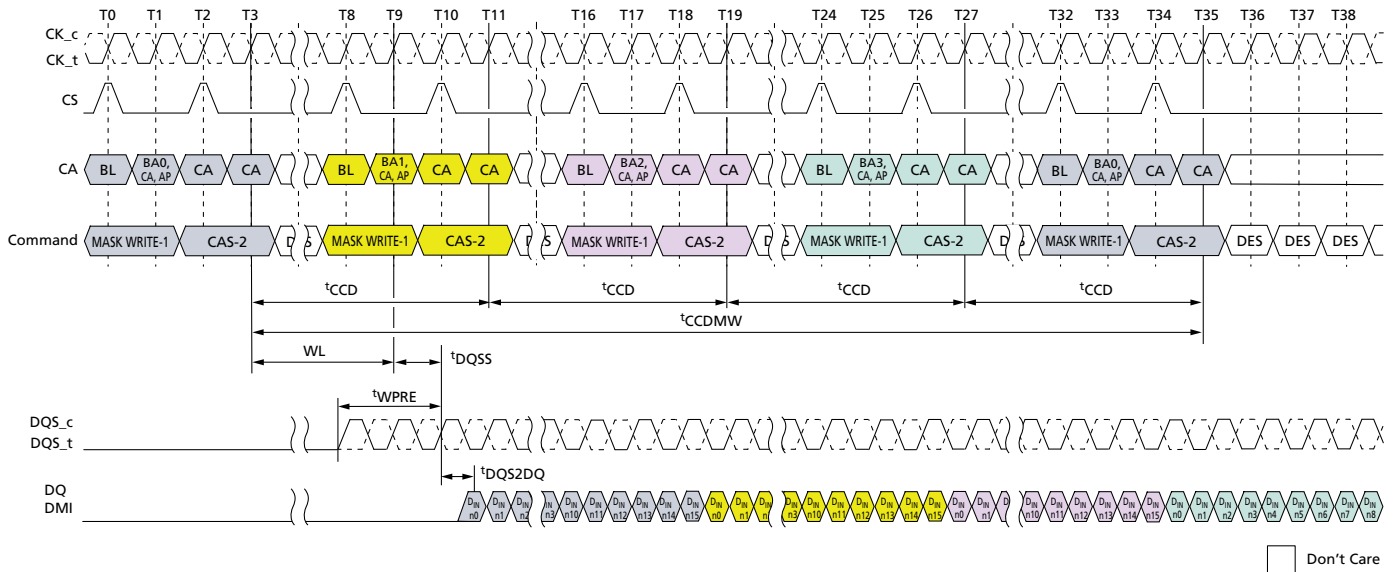 T0 T1 T2 T3 T8 T9 T10 T11 T16 T17 T18 T19 T24 T25 T26 T27 T32 T33 T34 T35 T36 T37 T38
CK_c
CK_t
CS
CA BL BA0, CA, AP CA CA BL BA1, CA, AP CA CA BL BA2, CA, AP CA CA BL BA3, CA, AP CA CA BL BA0, CA, AP CA CA
Command MASK WRITE-1 CAS-2 MASK WRITE-1 CAS-2 MASK WRITE-1 CAS-2 MASK WRITE-1 CAS-2 MASK WRITE-1 CAS-2 DES DES DES
tCCD tCCD tCCD tCCD
tCCDMW
WL tDQSS
tWPRE
DQS_c
DQS_t
tDQS2DQ
DQ
DMI
DIN n0 DIN n1 DIN n2 DIN n3 DIN n10 DIN n11 DIN n12 DIN n13 DIN n14 DIN n15 DIN n0 DIN n1 DIN n3 DIN n10 DIN n11 DIN n12 DIN n13 DIN n14 DIN n15 DIN n0 DIN n1 DIN n10 DIN n11 DIN n12 DIN n13 DIN n14 DIN n15 DIN n0 DIN n1 DIN n2 DIN n3 DIN n4 DIN n5 DIN n6 DIN n7 DIN n8
Don't Care